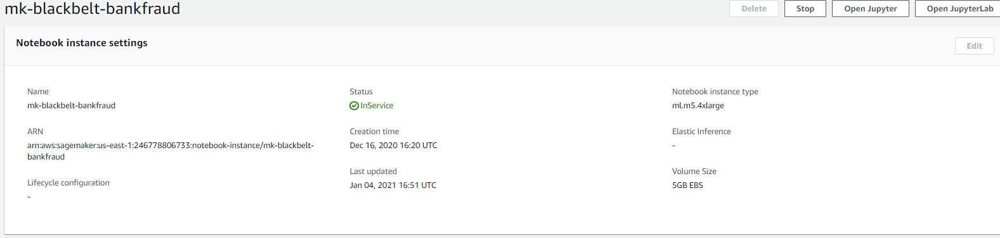 mk-blackbelt-bankfraud
Delete
Stop
Open Jupyter
Open JupyterLab
Notebook instance settings
Edit
Name
mk-blackbelt-bankfraud
ARN
arn:aws:sagemaker:us-east-1:246778806733:notebook-instance/mk-blackbelt-
bankfraud
Lifecycle configuration
-
Status
InService
Creation time
Dec 16, 2020 16:20 UTC
Last updated
Jan 04, 2021 16:51 UTC
Notebook instance type
ml.m5.4xlarge
Elastic Inference
-
Volume Size
5GB EBS